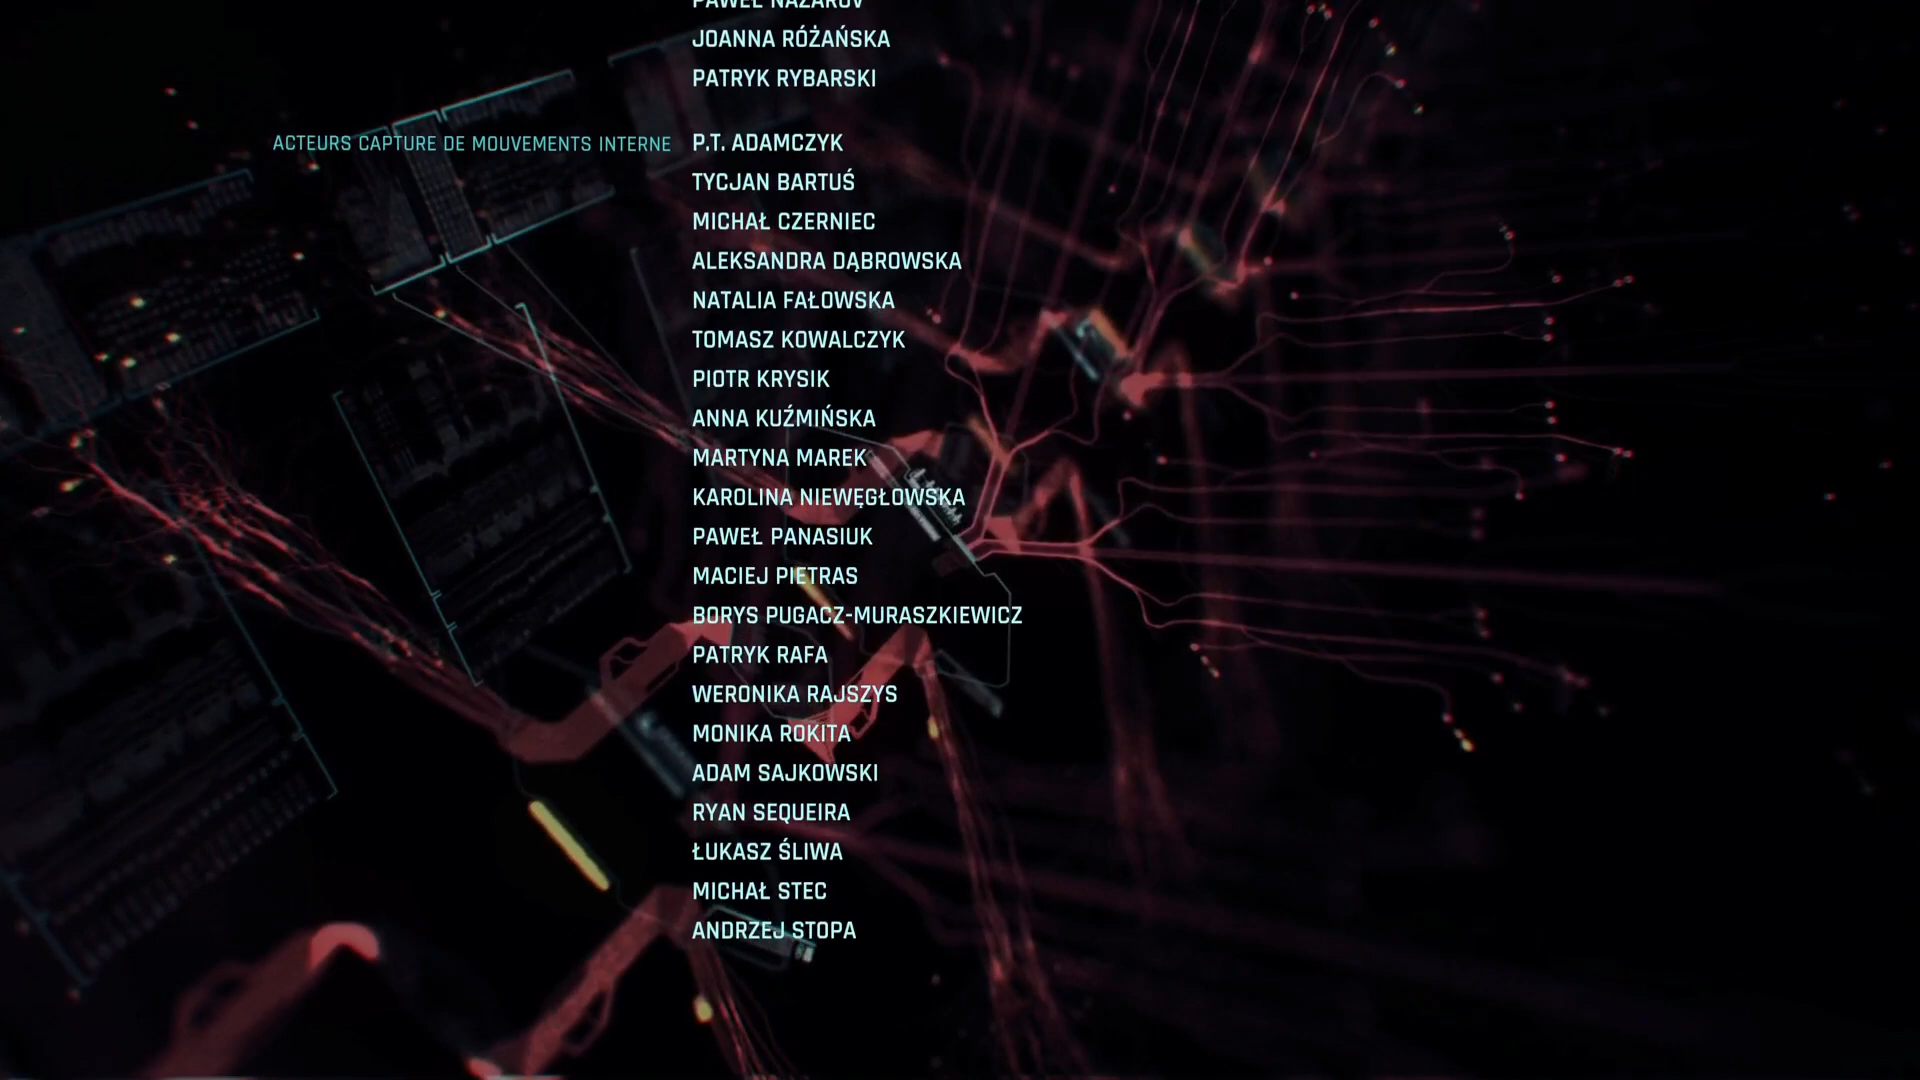 PAWEŁ NAZAROV
JOANNA RÓŻAŃSKA
PATRYK RYBARSKI
ACTEURS CAPTURE DE MOUVEMENTS INTERNE P.T. ADAMCZYK
TYCJAN BARTUŚ
MICHAŁ CZERNIEC
ALEKSANDRA DĄBROWSKA
NATALIA FAŁOWSKA
TOMASZ KOWALCZYK
PIOTR KRYSIK
ANNA KUŹMIŃSKA
MARTYNA MAREK
KAROLINA NIEWĘGŁOWSKA
PAWEŁ PANASIUK
MACIEJ PIETRAS
BORYS PUGACZ-MURASZKIEWICZ
PATRYK RAFA
WERONIKA RAJSZYS
MONIKA ROKITA
ADAM SAJKOWSKI
RYAN SEQUEIRA
ŁUKASZ ŚLIWA
MICHAŁ STEC
ANDRZEJ STOPA